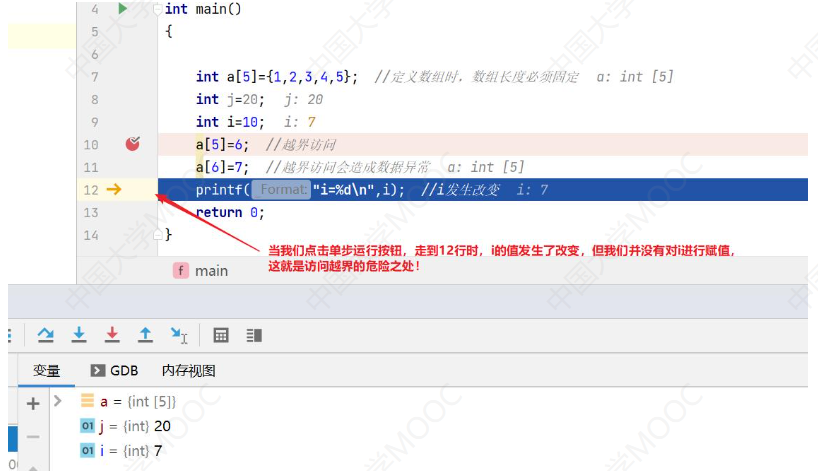 4 int main()
5 {
6
7 int a[5]={1,2,3,4,5}; //定义数组时，数组长度必须固定 a: int [5]
8 int j=20; j: 20
9 int i=10; i: 7
10 a[5]=6; //越界访问
11 a[6]=7; //越界访问会造成数据异常 a: int [5]
12 printf( Format: "i=%d\n",i); //i发生改变 i: 7
13 return 0;
14 }
当我们点击单步运行按钮，走到12行时，i的值发生了改变，但我们并没有对i进行赋值，
这就是访问越界的危险之处！
f main
变量 GDB 内存视图
a = {int [5]}
01 j = {int} 20
01 i = {int} 7
中国大学MOOC